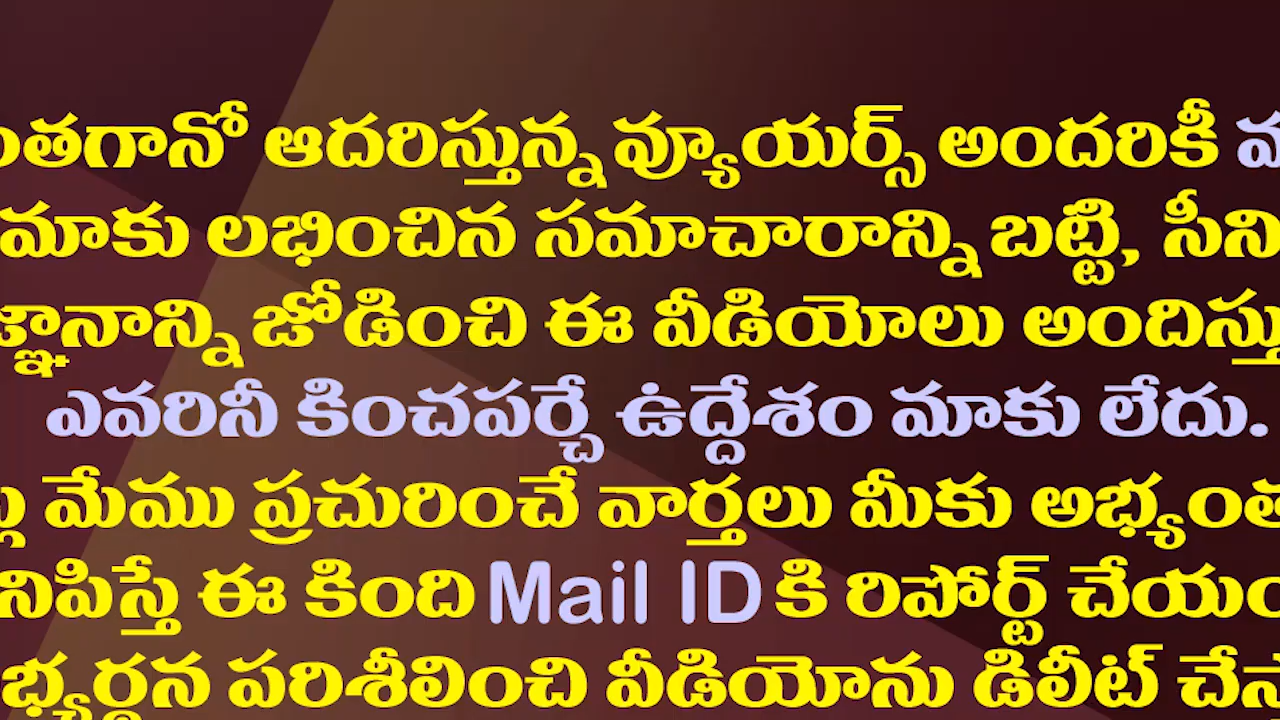 ంతగానో ఆదరిస్తున్న వ్యూయర్స్ అందరికీ
మాకు లభించిన సమాచారాన్ని బట్టి, సీని
జ్ఞానాన్ని జోడించి ఈ వీడియోలు అందిస్తు
ఎవరినీ కించపర్చే ఉద్దేశం మాకు లేదు.
మేము ప్రచురించే వార్తలు మీకు అభ్యంత
నిపిస్తే ఈ కింది Mail ID కి రిపోర్ట్ చేయం
భ్యర్థన పరిశీలించి వీడియోను డిలీట్ చేస